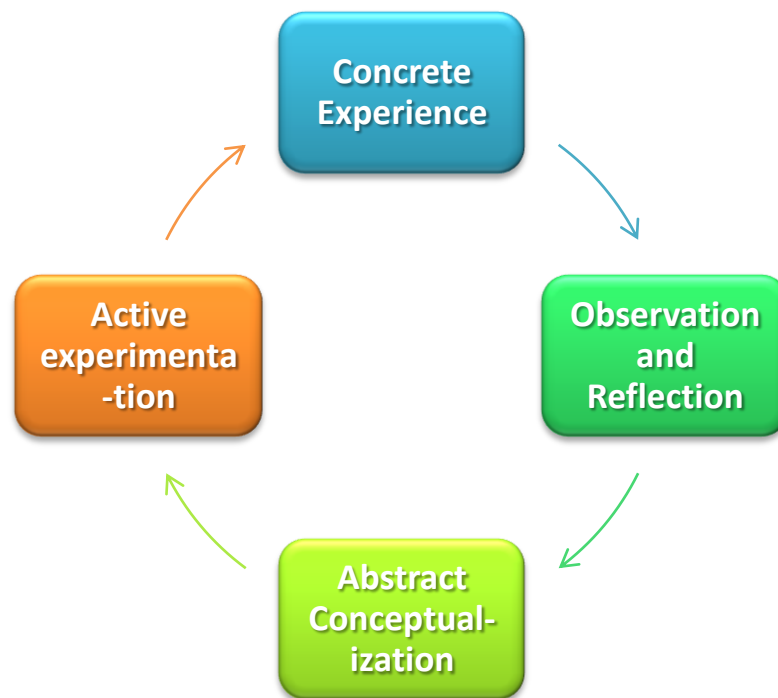 Concrete
Experience
Observation
and
Reflection
Abstract
Conceptual-
ization
Active
experimenta
-tion